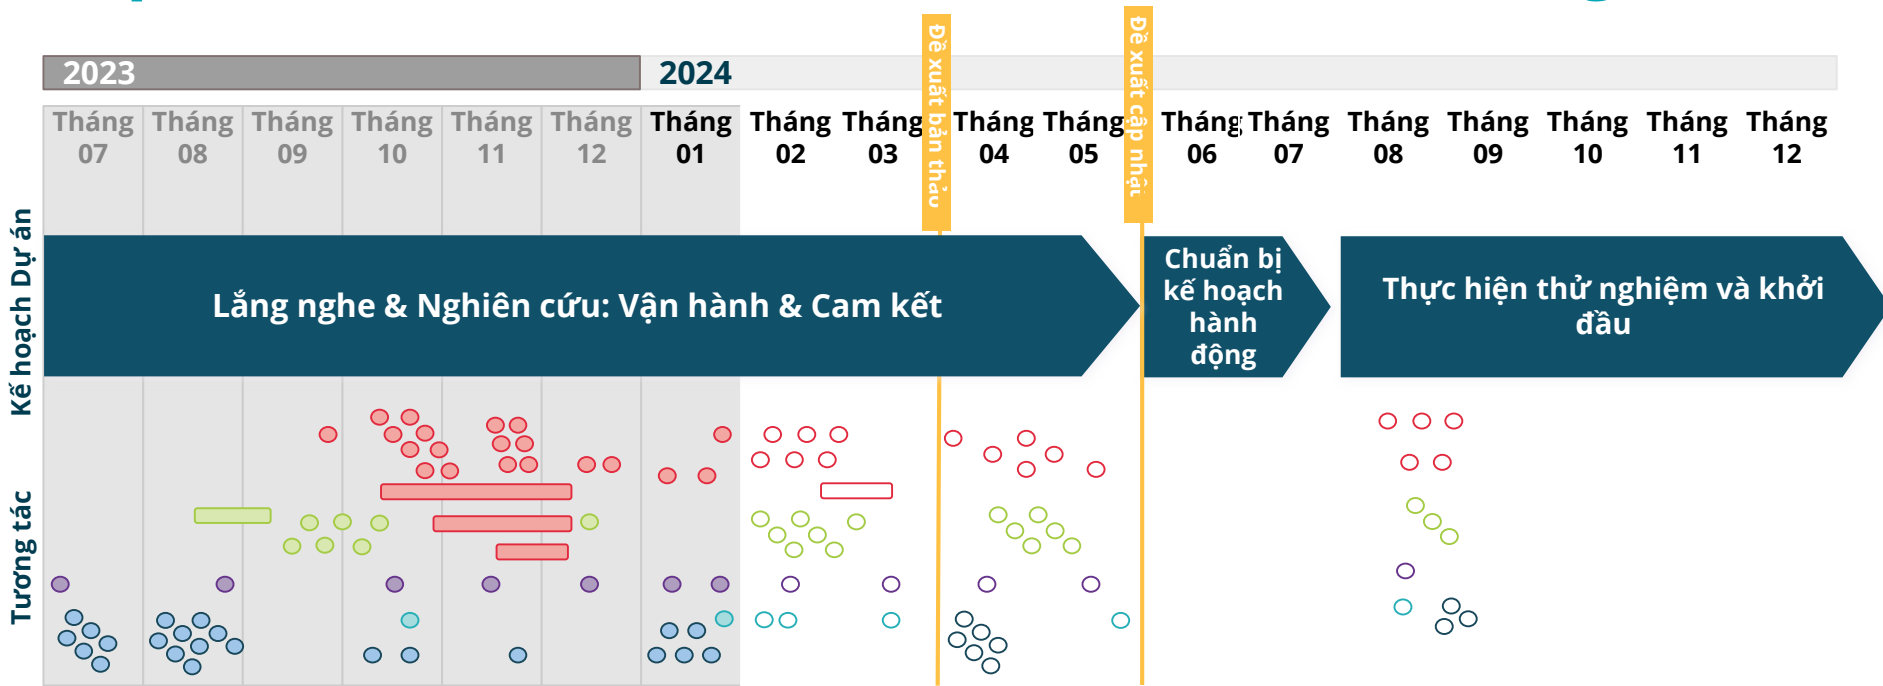 2023
2024
Tháng 07
Tháng 08
Tháng 09
Tháng 10
Tháng 11
Tháng 12
Tháng 01
Tháng 02
Tháng 03
Tháng 04
Tháng 05
Tháng 06
Tháng 07
Tháng 08
Tháng 09
Tháng 10
Tháng 11
Tháng 12
Đề xuất bản thảo
Đề xuất cập nhật
Kế hoạch Dự án
Lắng nghe & Nghiên cứu: Vận hành & Cam kết
Chuẩn bị
kế hoạch
hành
động
Thực hiện thử nghiệm và khởi
đầu
Tương tác